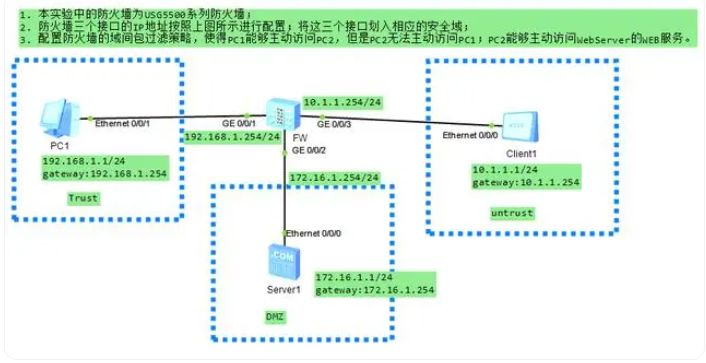 1. 本实验中的防火墙为USG5500系列防火墙；
2. 防火墙三个接口的IP地址按照上图所示进行配置；将这三个接口划入相应的安全域；
3. 配置防火墙的域间包过滤策略，使得PC1能够主动访问PC2，但是PC2无法主动访问PC1；PC2能够主动访问WebServer的WEB服务。
10.1.1.254/24
Ethernet 0/0/1
GE 0/0/1
GE 0/0/3
Ethernet 0/0/0
PC1
192.168.1.254/24
FW
GE 0/0/2
Client1
192.168.1.1/24
gateway:192.168.1.254
10.1.1.1/24
gateway:10.1.1.254
172.16.1.254/24
Trust
untrust
Ethernet 0/0/0
.COM
172.16.1.1/24
gateway:172.16.1.254
Server1
DMZ